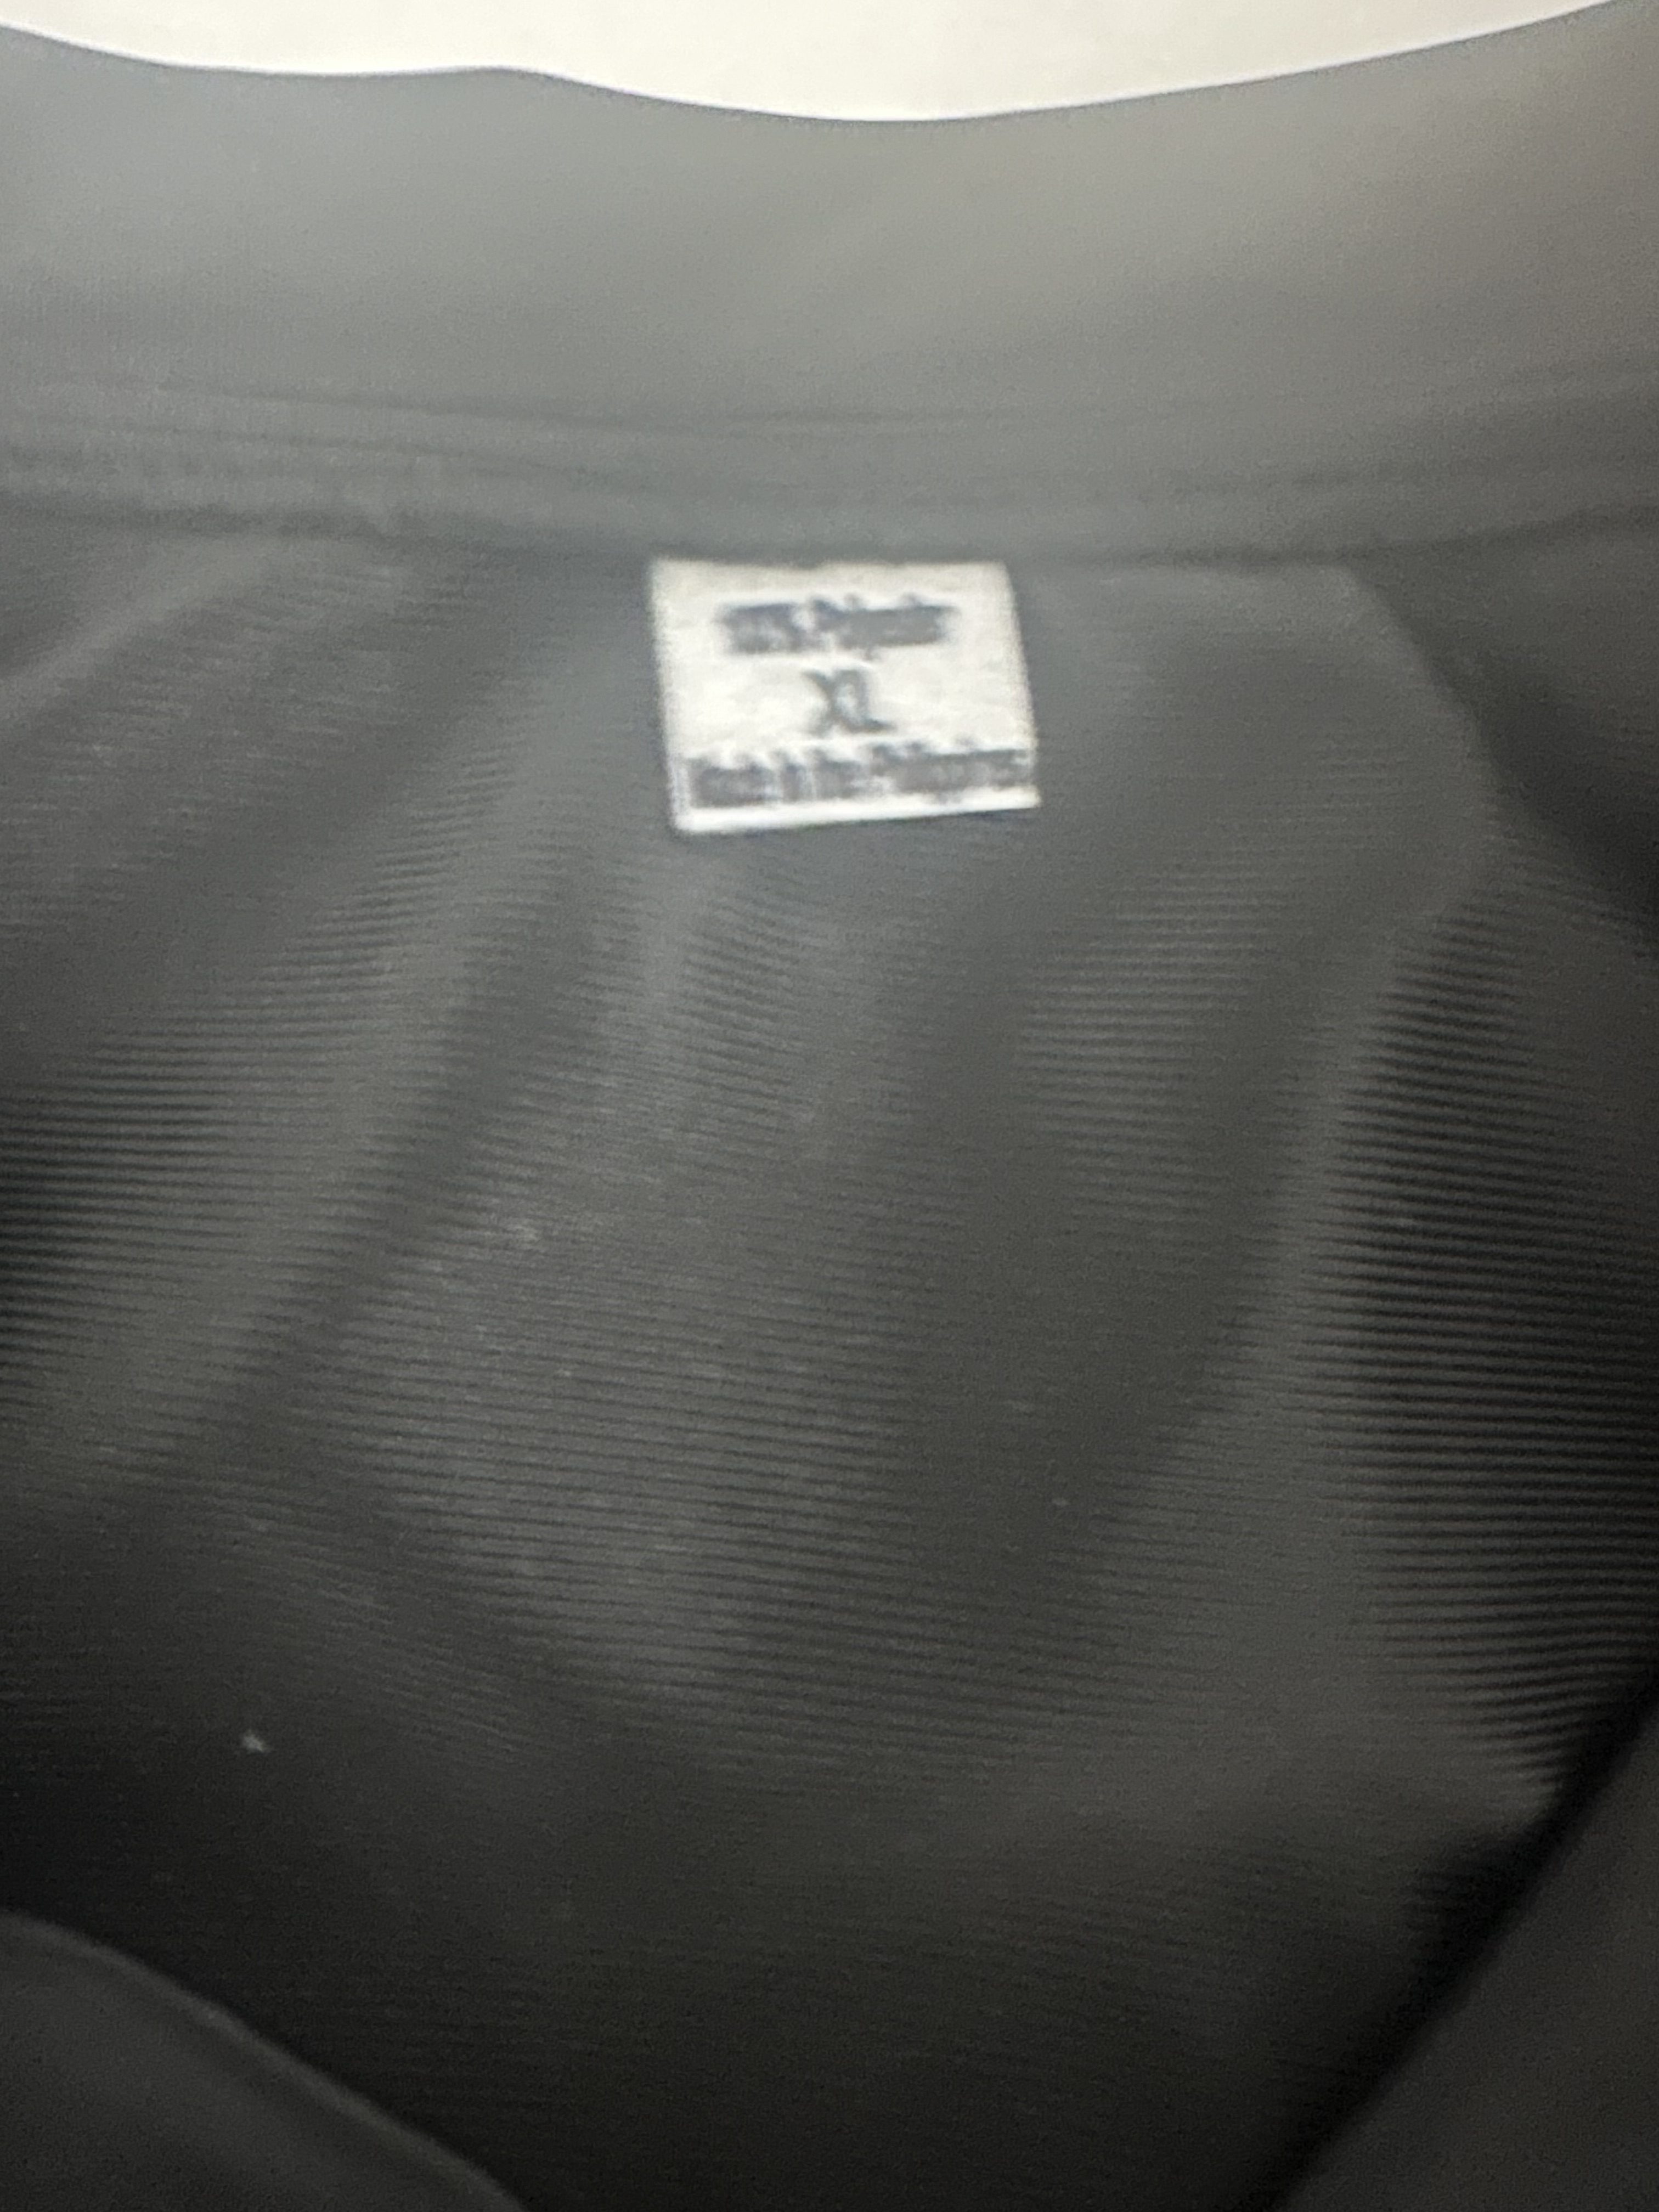 100% Polyester
XL
Made in the Philippines